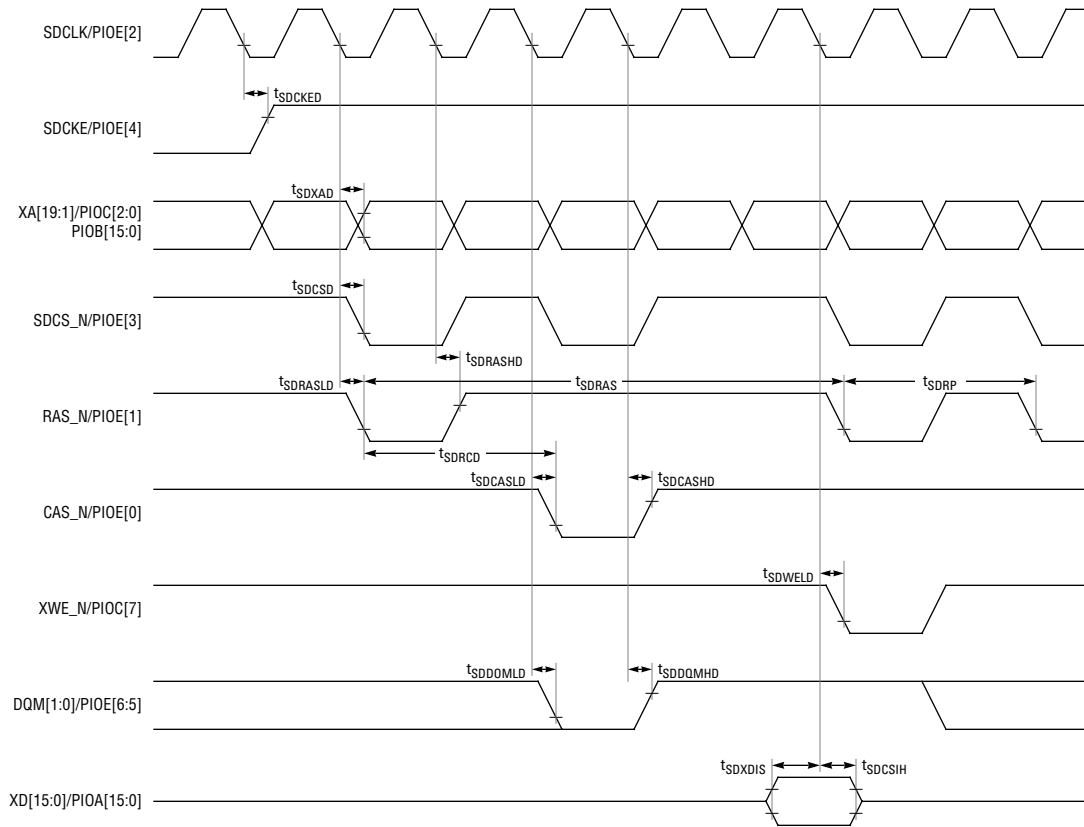 SDCLK/PIOE[2]
tSDCKED
SDCKE/PIOE[4]
tSDXAD
XA[19:1]/PIOC[2:0]
PIOB[15:0]
tSDCSD
SDCS_N/PIOE[3]
tSDRASHD
tSDRASLD
tSDRAS
tSDRP
RAS_N/PIOE[1]
tSDRCD
tSDCASLD
tSDCASHD
CAS_N/PIOE[0]
tSDWELD
XWE_N/PIOC[7]
tSDDOMLD
tSDDQMHD
DQM[1:0]/PIOE[6:5]
tSDXDIS
tSDCSIH
XD[15:0]/PIOA[15:0]